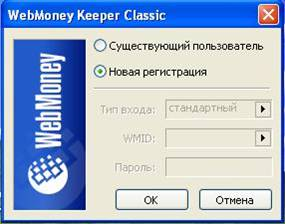 WebMoney Keeper Classic
WebMoney
Существующий пользователь
Новая регистрация
Тип входа: стандартный
WMID:
Пароль:
OK Отмена